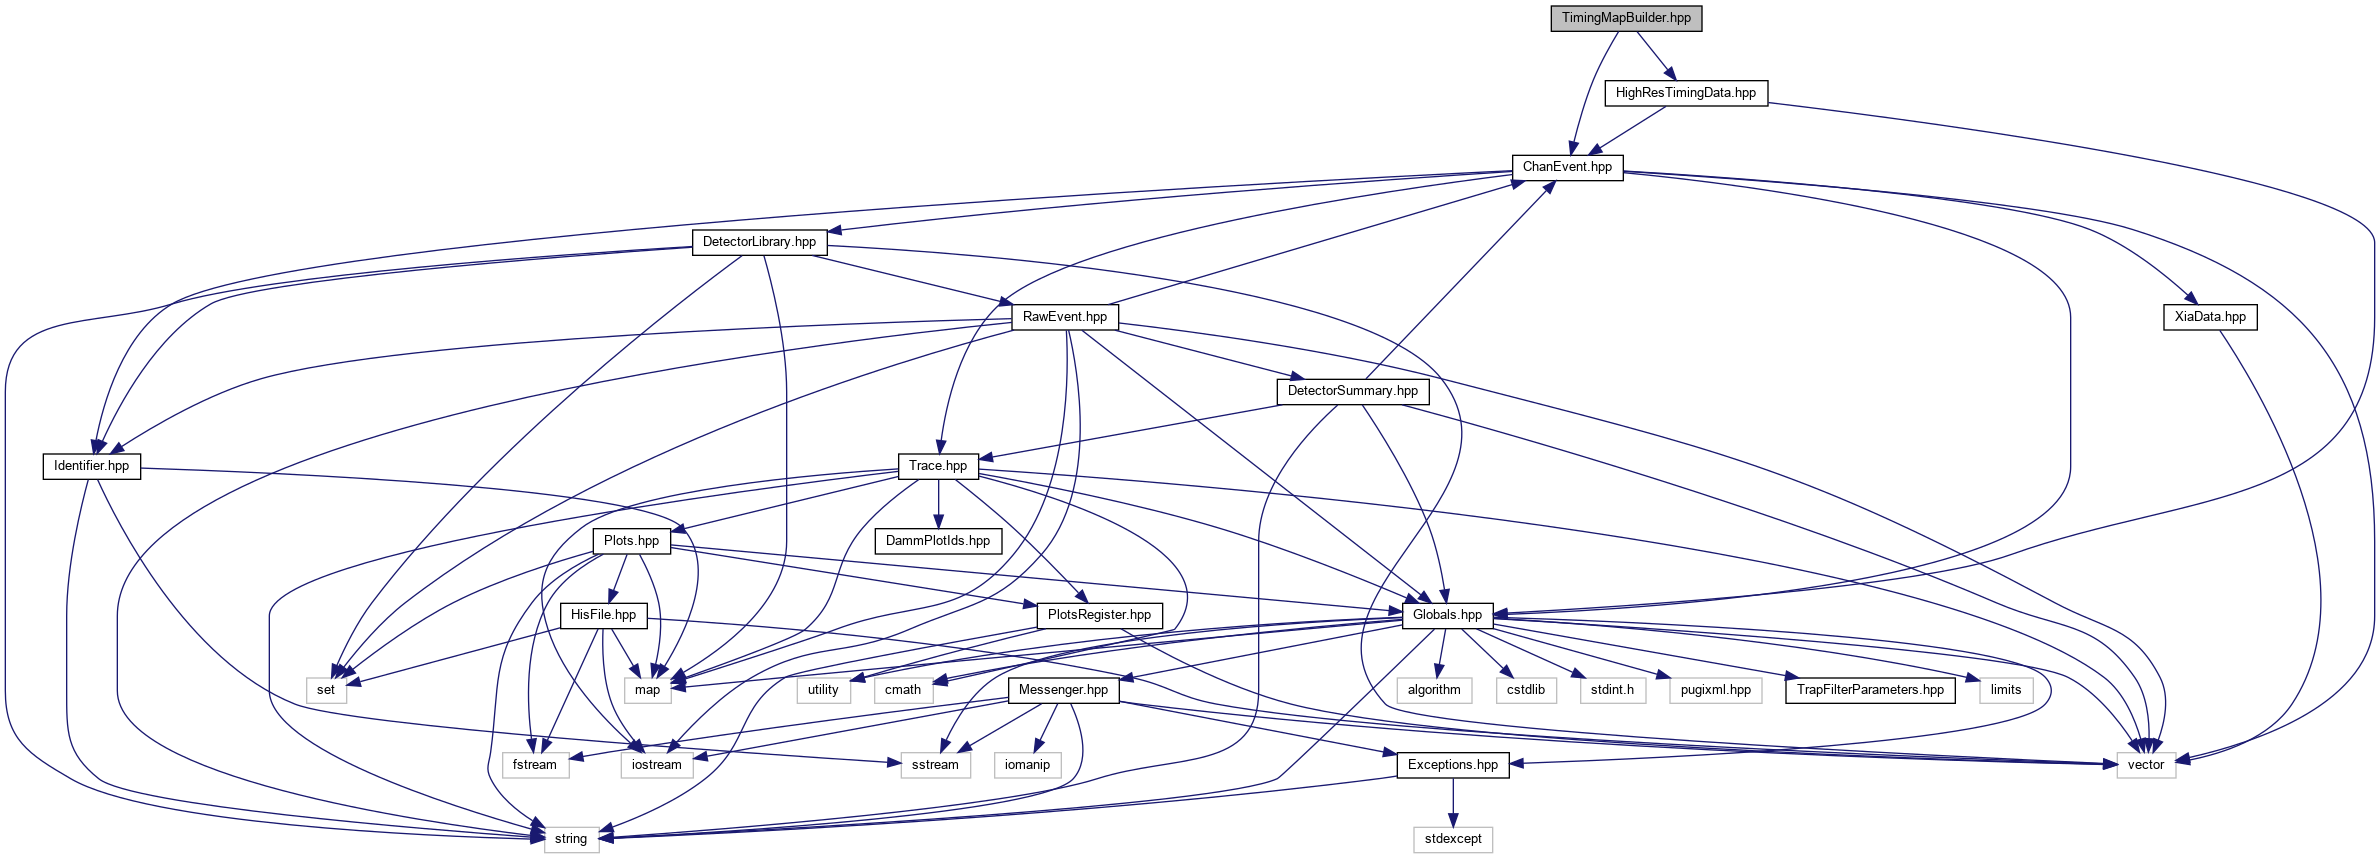 TimingMapBuilder.hpp
HighResTimingData.hpp
ChanEvent.hpp
DetectorLibrary.hpp
RawEvent.hpp
XiaData.hpp
DetectorSummary.hpp
Identifier.hpp
Trace.hpp
Plots.hpp
DammPlotIds.hpp
HisFile.hpp
PlotsRegister.hpp
Globals.hpp
set
map
utility
cmath
Messenger.hpp
algorithm
cstdlib
stdint.h
pugixml.hpp
TrapFilterParameters.hpp
limits
fstream
iostream
sstream
iomanip
Exceptions.hpp
vector
string
stdexcept